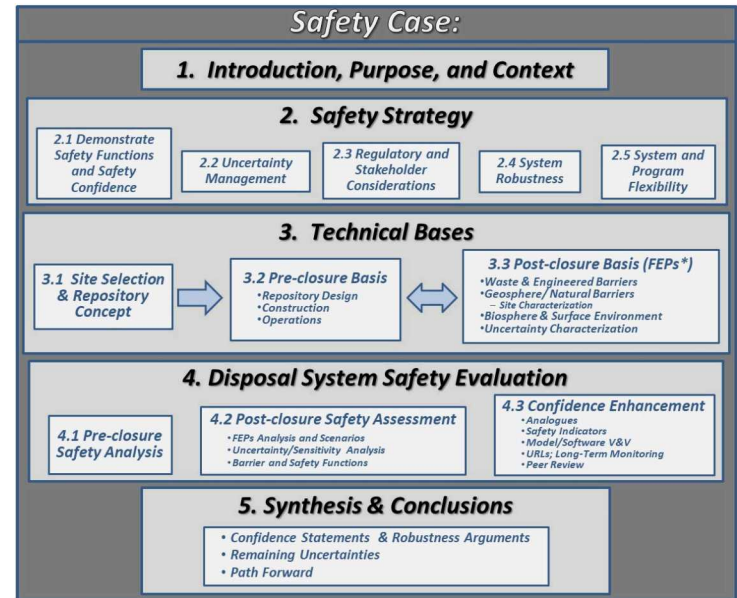 Safety Case:
1. Introduction, Purpose, and Context
2. Safety Strategy
2.1 Demonstrate
Safety Functions
and Safety
Confidence
2.2 Uncertainty
Management
2.3 Regulatory and
Stakeholder
Considerations
2.4 System
Robustness
2.5 System and
Program
Flexibility
3. Technical Bases
3.1 Site Selection
& Repository
Concept
3.2 Pre-closure Basis
•Repository Design
•Construction
•Operations
3.3 Post-closure Basis (FEPs*)
•Waste & Engineered Barriers
•Geosphere/ Natural Barriers
– Site Characterization
•Biosphere & Surface Environment
•Uncertainty Characterization
4. Disposal System Safety Evaluation
4.1 Pre-closure
Safety Analysis
4.2 Post-closure Safety Assessment
•FEPs Analysis and Scenarios
•Uncertainty/Sensitivity Analysis
•Barrier and Safety Functions
4.3 Confidence Enhancement
•Analogues
•Safety Indicators
•Model/Software V&V
•URLs; Long-Term Monitoring
•Peer Review
5. Synthesis & Conclusions
• Confidence Statements & Robustness Arguments
• Remaining Uncertainties
• Path Forward